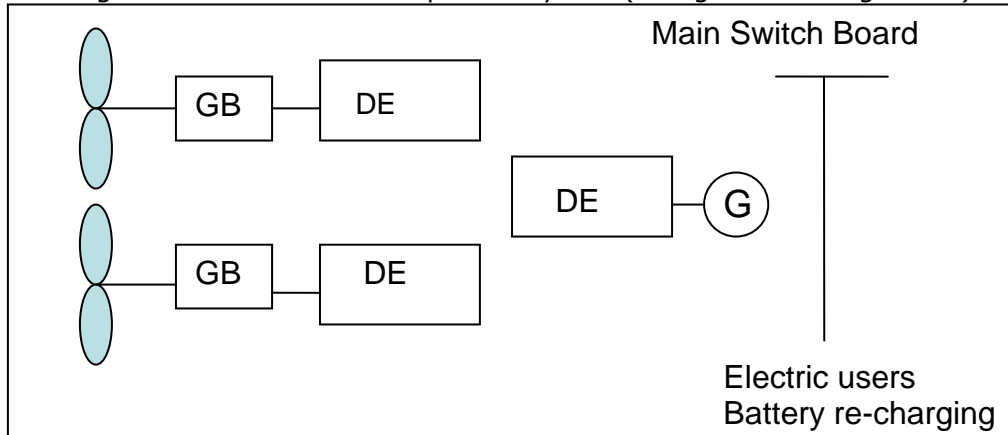 Main Switch Board
GB
DE
DE
G
GB
DE
Electric users
Battery re-charging